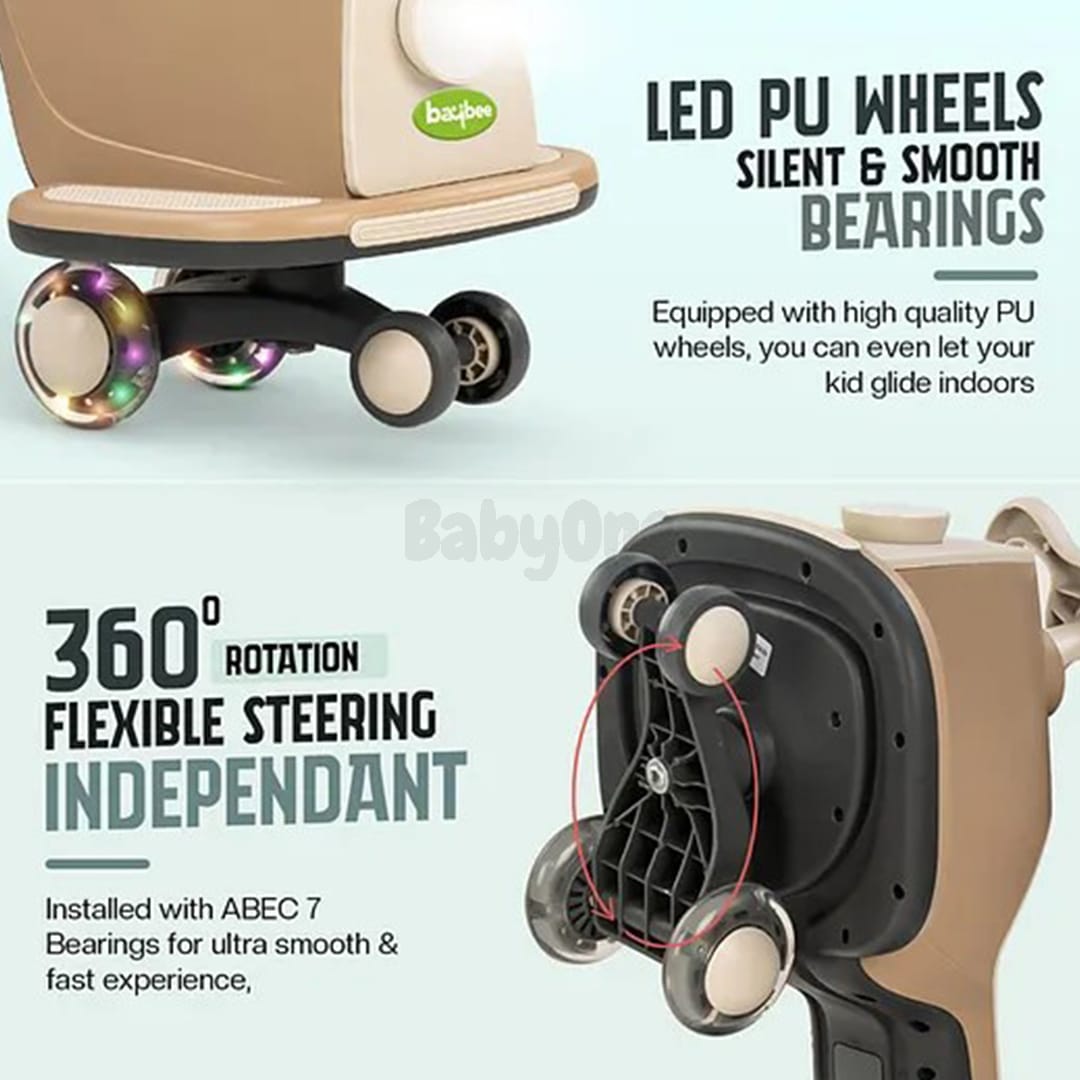 baybee
LED PU WHEELS
SILENT & SMOOTH
BEARINGS
Equipped with high quality PU
wheels, you can even let your
kid glide indoors
360⁰
ROTATION
FLEXIBLE STEERING
INDEPENDANT
Installed with ABEC 7
Bearings for ultra smooth &
fast experience,